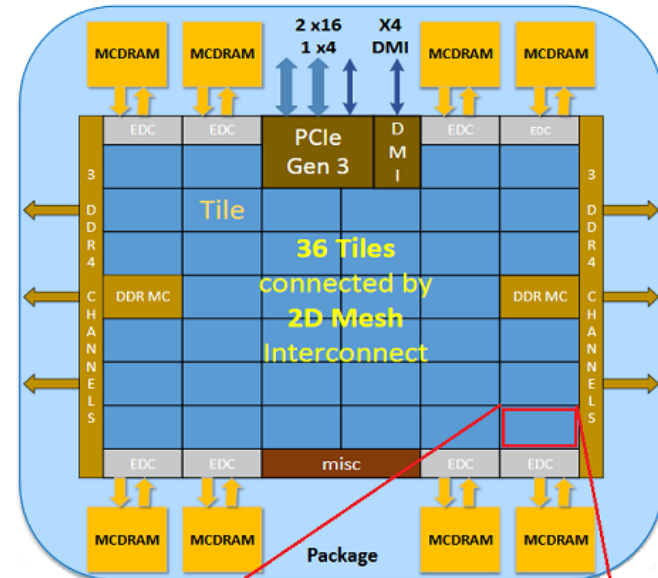 2 x16 X4
1 x4 DMI
MCDRAM MCDRAM MCDRAM MCDRAM
EDC EDC EDC EDC
PCIe
Gen 3
D
M
I
3
D
D
R
4
C
H
A
N
N
E
L
S
3
D
D
R
4
C
H
A
N
N
E
L
S
Tile
36 Tiles
connected by
2D Mesh
Interconnect
DDR MC DDR MC
EDC EDC misc EDC EDC
MCDRAM MCDRAM MCDRAM MCDRAM
Package